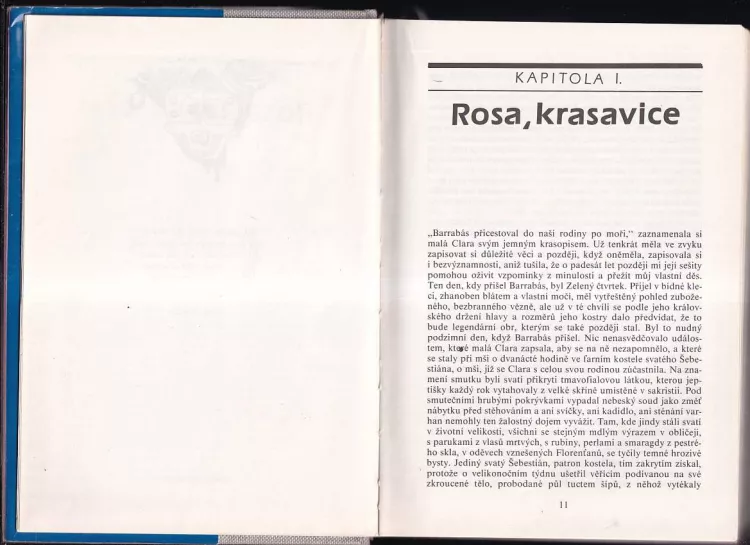 KAPITOLA I.
Rosa, krasavice
„Barrabás přicestoval do naší rodiny po moři,“ zaznamenala si
malá Clara svým jemným krasopisem. Už tenkrát měla ve zvyku
zapisovat si důležité věci a později, když oněměla, zapisovala si
i bezvýznamnosti, aniž tušila, že o padesát let později mi její sešity
pomohou oživit vzpomínky z minulosti a přežít můj vlastní děs.
Ten den, kdy přišel Barrabás, byl Zelený čtvrtek. Přijel v bídné kle-
ci, zhanoben blátem a vlastní močí, měl vytřeštěný pohled zubože-
ného, bezbranného vězně, ale už v té chvíli se podle jeho králov-
ského držení hlavy a rozměrů jeho kostry dalo předvídat, že to
bude legendární obr, kterým se také později stal. Byl to nudný
podzimní den, když Barrabás přišel. Nic nenasvědčovalo událos-
tem, které malá Clara zapsala, aby se na ně nezapomnělo, a které
se staly při mši o dvanácté hodině ve farním kostele svatého Šebe-
stiána, o mši, jíž se Clara s celou svou rodinou zúčastnila. Na zna-
mení smutku byli svatí přikryti tmavofialovou látkou, kterou jep-
tišky každý rok vytahovaly z velké skříně umístěné v sakristii. Pod
smutečními hrubými pokrývkami vypadal nebeský soud jako změť
nábytku před stěhováním a ani svíčky, ani kadidlo, ani sténání var-
han nemohly ten žalostný dojem vyvážit. Tam, kde jindy stáli svatí
v životní velikosti, všichni se stejným mdlým výrazem v obličeji,
s parukami z vlasů mrtvých, s rubíny, perlami a smaragdy z pestré-
ho skla, v oděvech vznešených Florenťanů, se tyčily temné hrozivé
bysty. Jediný svatý Šebestián, patron kostela, tím zakrytím získal,
protože o velikonočním týdnu ušetřil věřícím podívanou na své
zkroucené tělo, probodané půl tuctem šípů, z něhož vytékaly
11